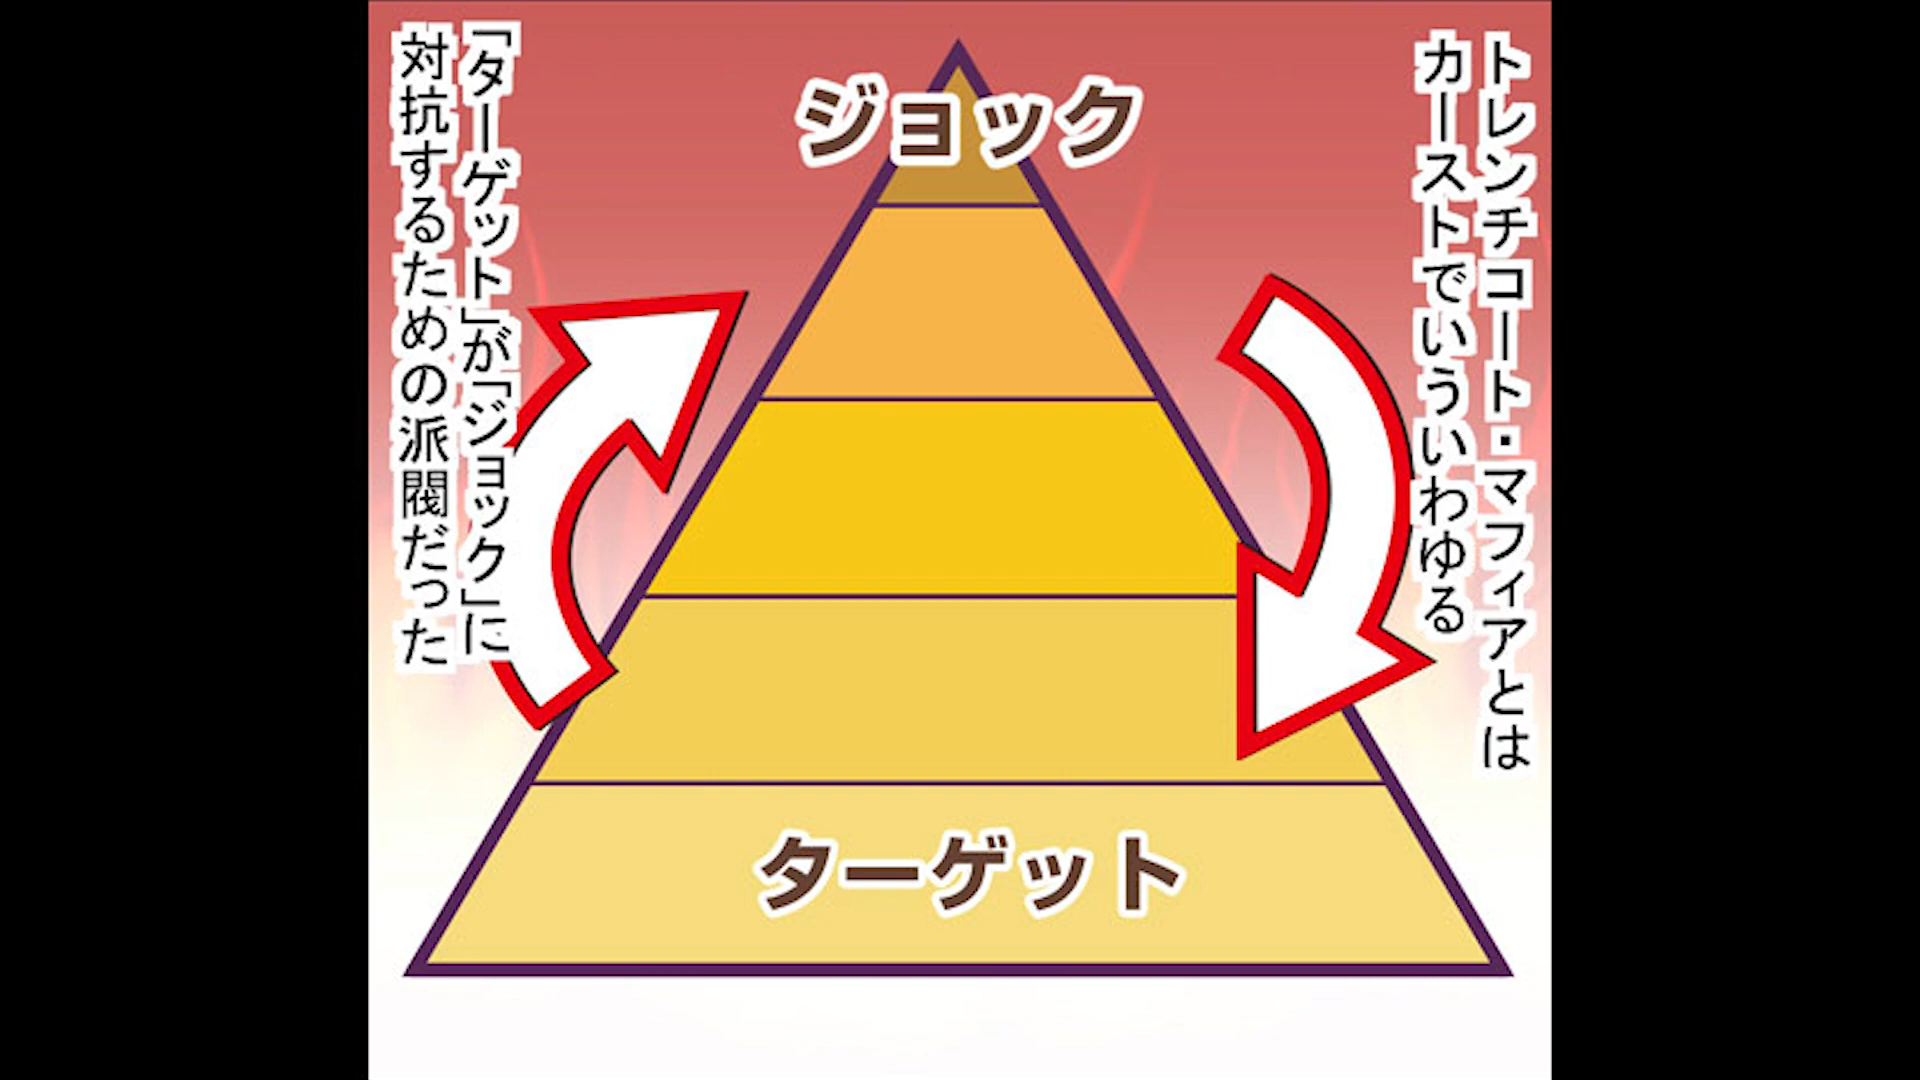 トレンチコート・マフィアとは
カーストでいういわゆる
「ターゲット」が「ジョック」に
対抗するための派閥だった
ジョック
ターゲット